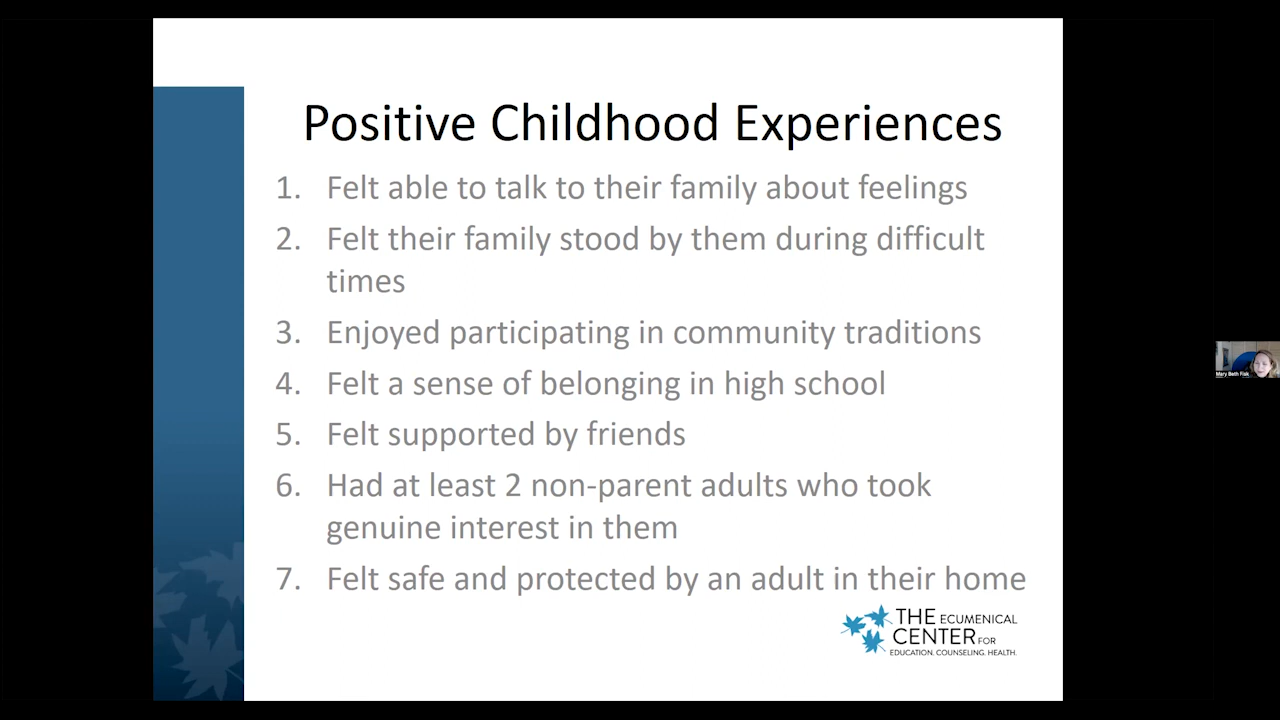 Positive Childhood Experiences
1. Felt able to talk to their family about feelings
2. Felt their family stood by them during difficult
times
3. Enjoyed participating in community traditions
4. Felt a sense of belonging in high school
5. Felt supported by friends
6. Had at least 2 non-parent adults who took
genuine interest in them
7. Felt safe and protected by an adult in their home
THE ECUMENICAL
CENTER FOR
EDUCATION. COUNSELING. HEALTH.
Mary Beth Fisk